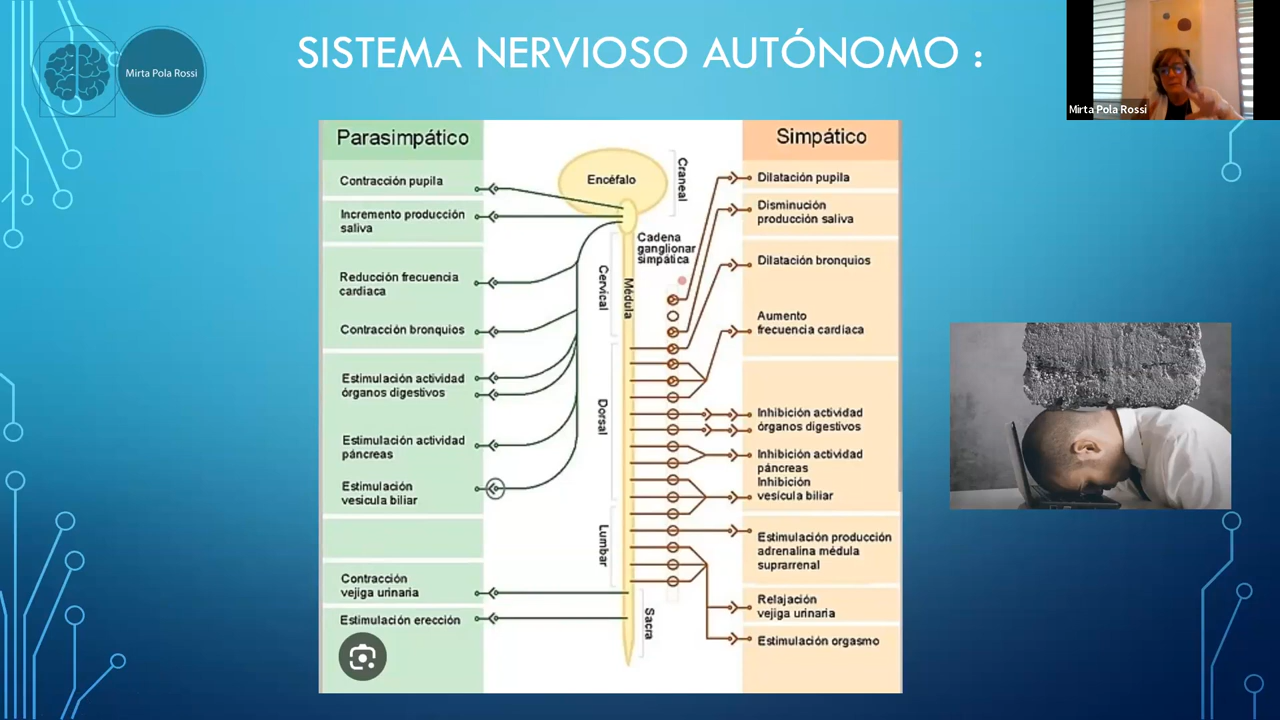 SISTEMA NERVIOSO AUTÓNOMO :
Mirta Pola Rossi
Mirta Pola Rossi
Parasimpático
Contracción pupila
Incremento producción
saliva
Reducción frecuencia
cardiaca
Contracción bronquios
Estimulación actividad
órganos digestivos
Estimulación actividad
páncreas
Estimulación
vesícula biliar
Contracción
vejiga urinaria
Estimulación erección
Encéfalo
Craneal
Cadena
ganglionar
simpática
Cervical
Médula
Dorsal
Lumbar
Sacra
Simpático
Dilatación pupila
Disminución
producción saliva
Dilatación bronquios
Aumento
frecuencia cardiaca
Inhibición actividad
órganos digestivos
Inhibición actividad
páncreas
Inhibición
vesícula biliar
Estimulación producción
adrenalina médula
suprarrenal
Relajación
vejiga urinaria
Estimulación orgasmo